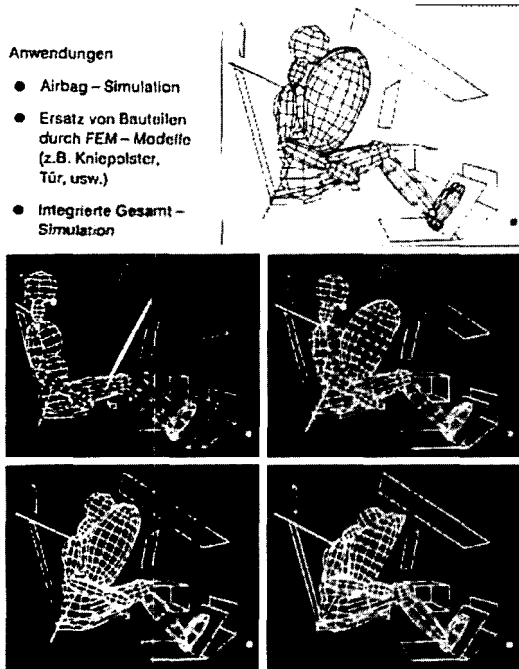 Anwendungen
● Airbag – Simulation
● Ersatz von Bauteilen
durch FEM – Modelle
(z.B. Kniepolster,
Tür, usw.)
● Integrierte Gesamt –
Simulation